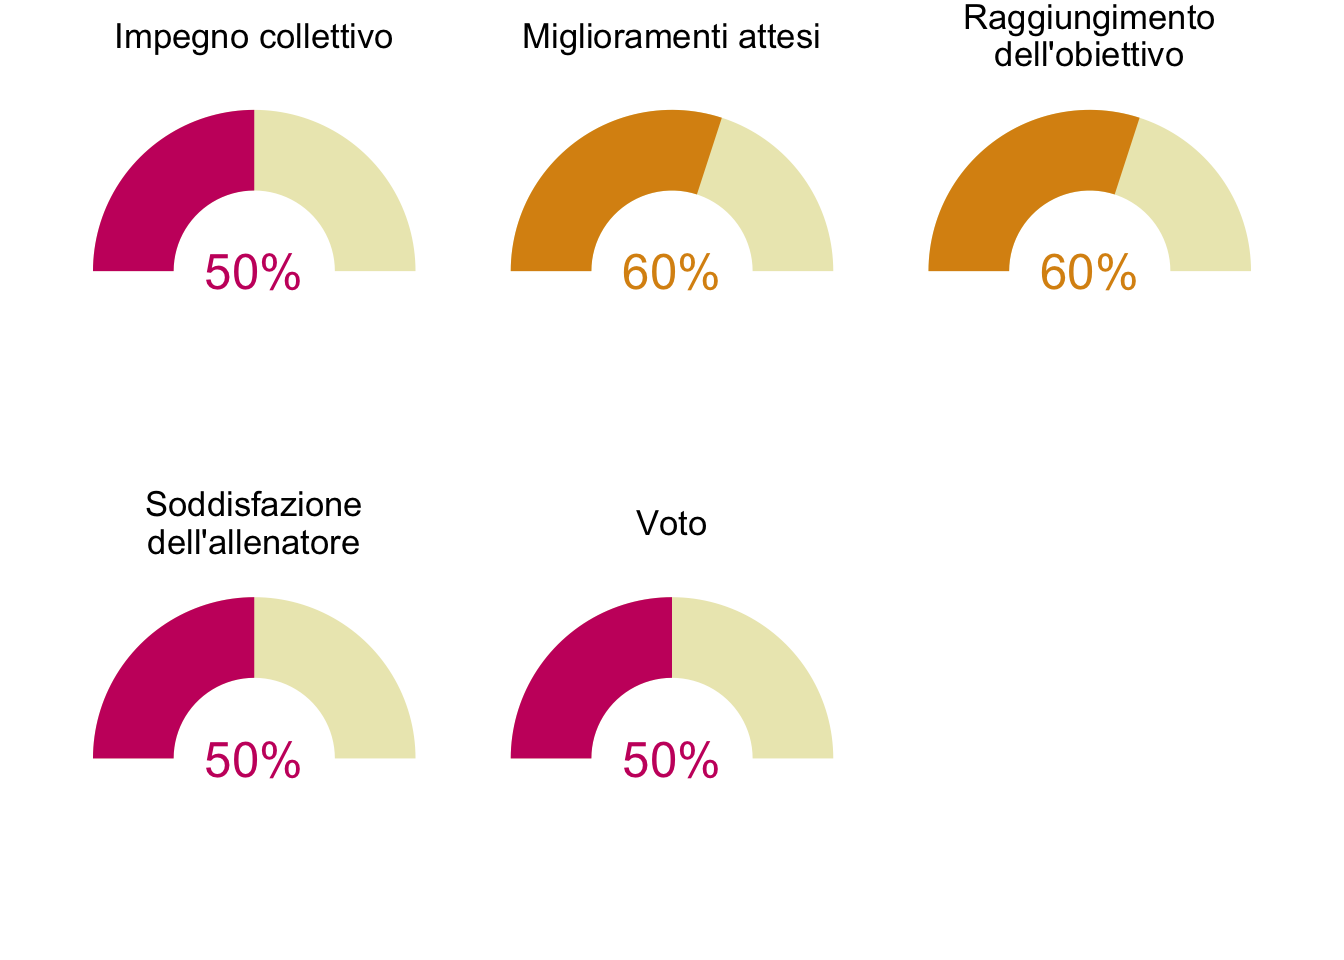 Impegno collettivo
Miglioramenti attesi
Raggiungimento
dell'obiettivo
50%
60%
60%
Soddisfazione
dell'allenatore
Voto
50%
50%